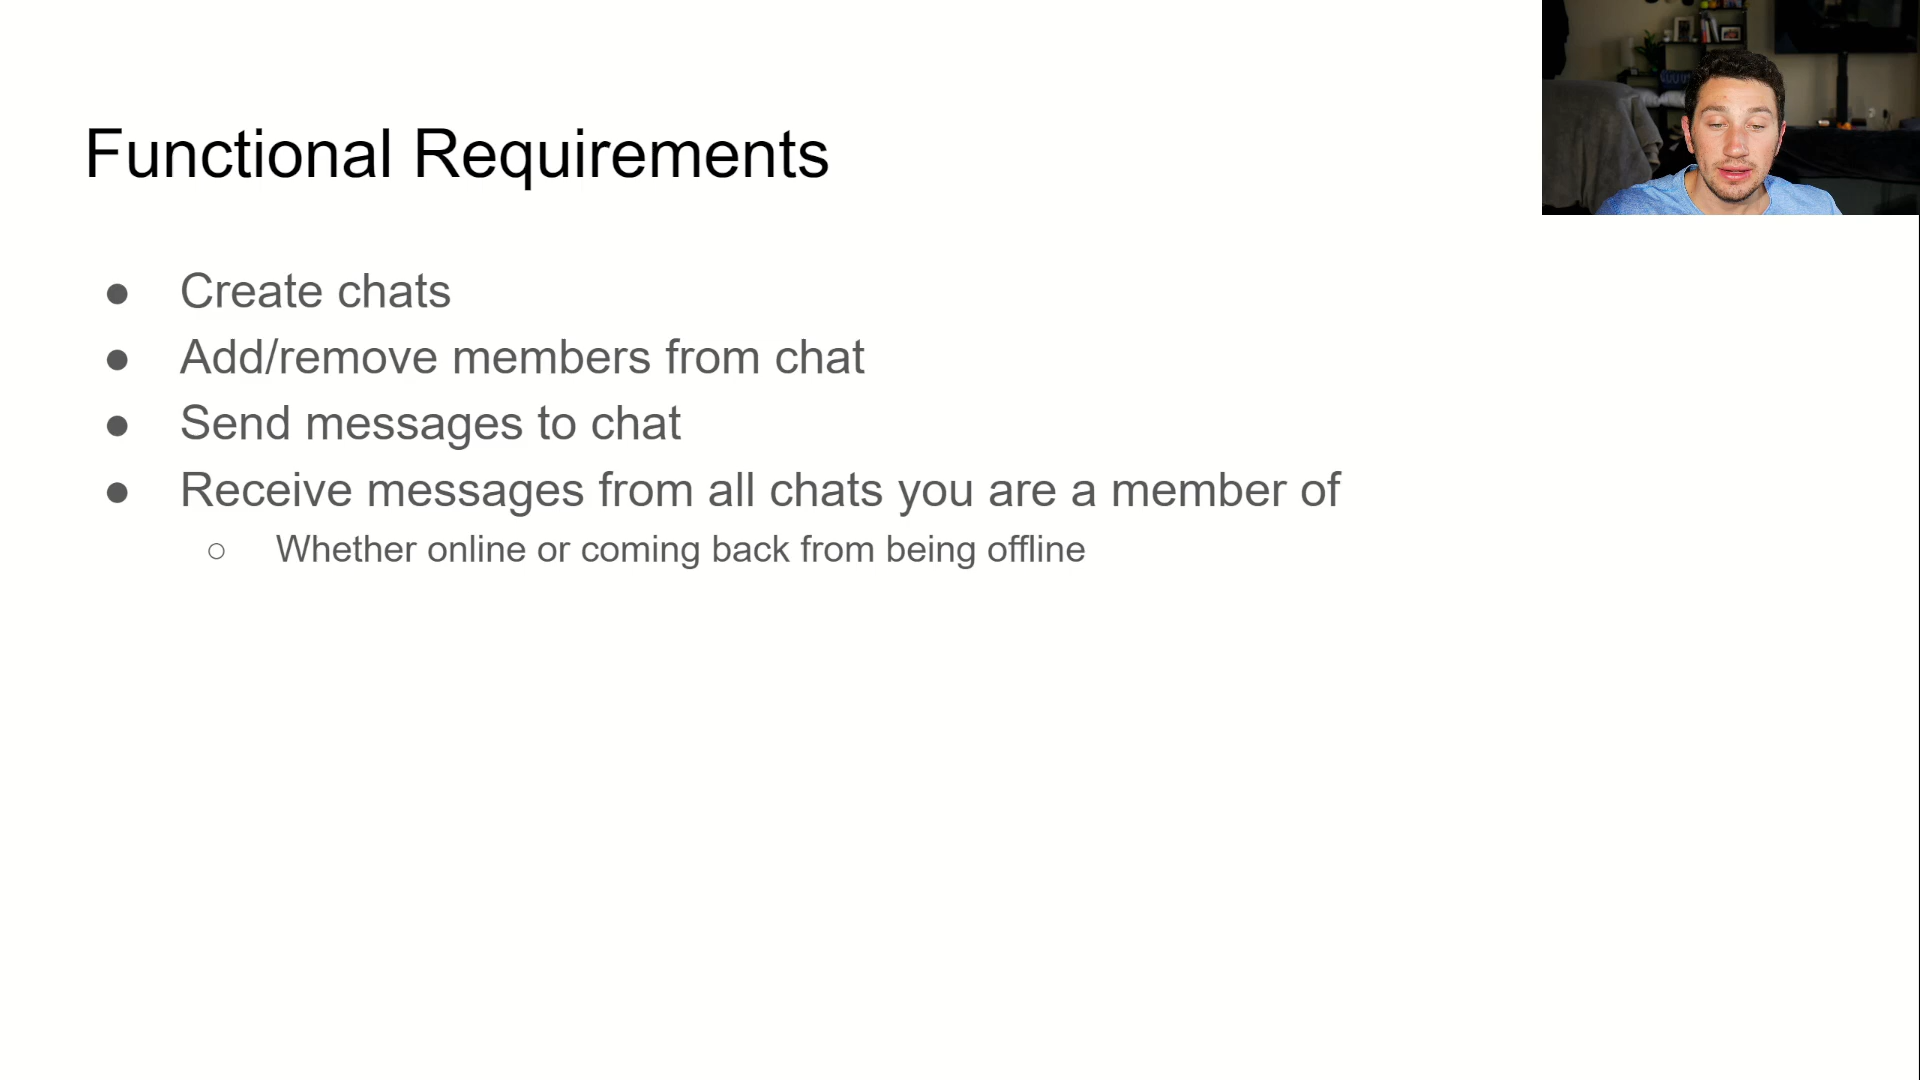 Functional Requirements
● Create chats
● Add/remove members from chat
● Send messages to chat
● Receive messages from all chats you are a member of
○ Whether online or coming back from being offline